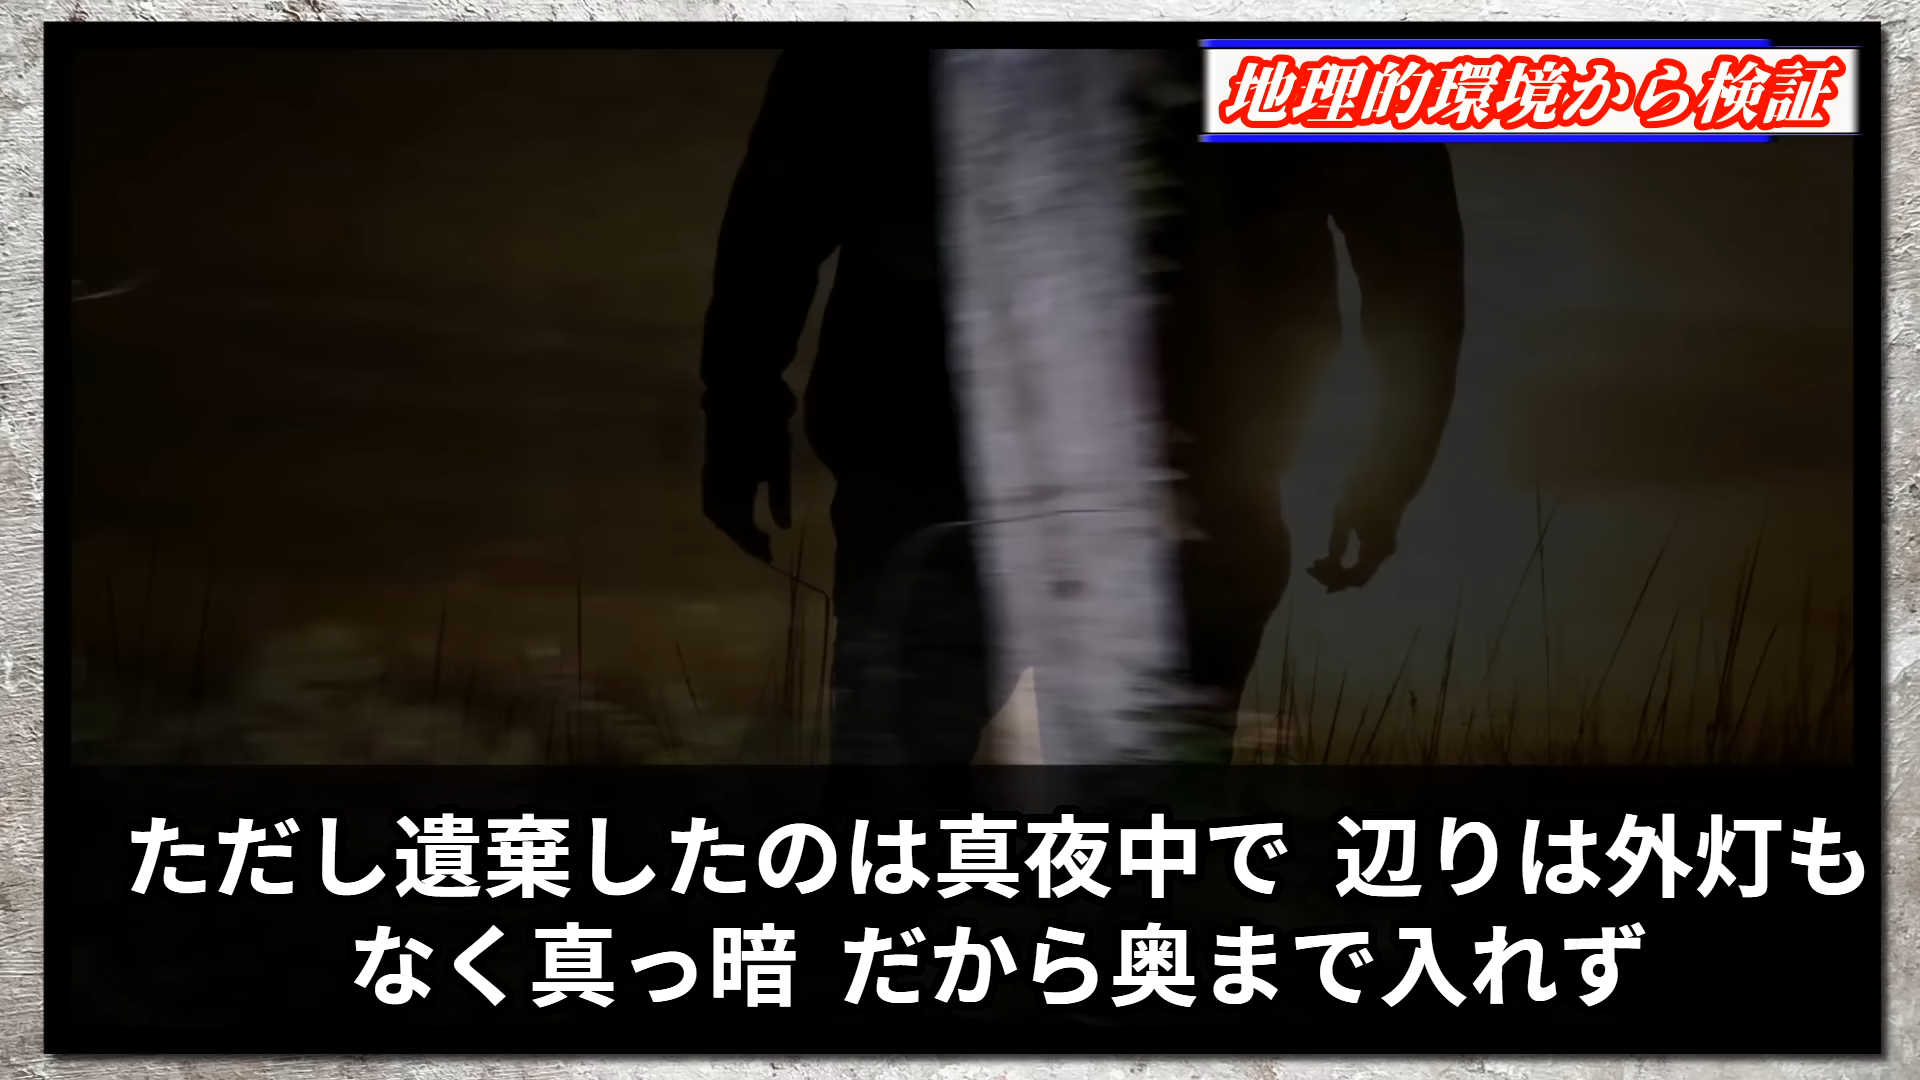 地理的環境から検証
ただし遺棄したのは真夜中で 辺りは外灯も
なく真っ暗 だから奥まで入れず